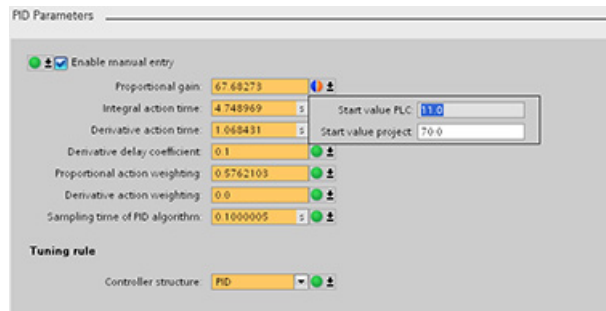 PID Parameters
Enable manual entry
Proportional gain: 67.68273
Integral action time: 4.748969 s
Start value PLC: 11.0
Derivative action time: 1.068431 s
Start value project: 70.0
Derivative delay coefficient: 0.1
Proportional action weighting: 0.5762103
Derivative action weighting: 0.0
Sampling time of PID algorithm: 0.1000005 s
Tuning rule
Controller structure: PID